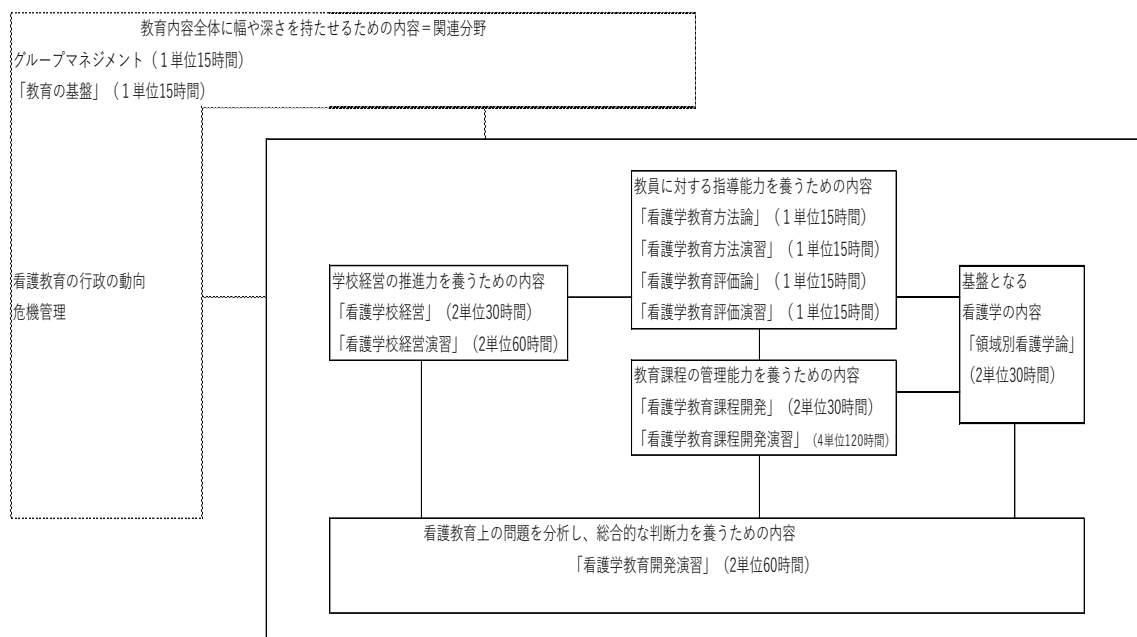 教育内容全体に幅や深さを持たせるための内容＝関連分野
グループマネジメント（１単位15時間）
「教育の基盤」（１単位15時間）
看護教育の行政の動向
危機管理
学校経営の推進力を養うための内容
「看護学校経営」（2単位30時間）
「看護学校経営演習」（2単位60時間）
教員に対する指導能力を養うための内容
「看護学教育方法論」（１単位15時間）
「看護学教育方法演習」（１単位15時間）
「看護学教育評価論」（１単位15時間）
「看護学教育評価演習」（１単位15時間）
教育課程の管理能力を養うための内容
「看護学教育課程開発」（2単位30時間）
「看護学教育課程開発演習」（4単位120時間）
基盤となる
看護学の内容
「領域別看護学論」
（2単位30時間）
看護教育上の問題を分析し、総合的な判断力を養うための内容
「看護学教育開発演習」（2単位60時間）